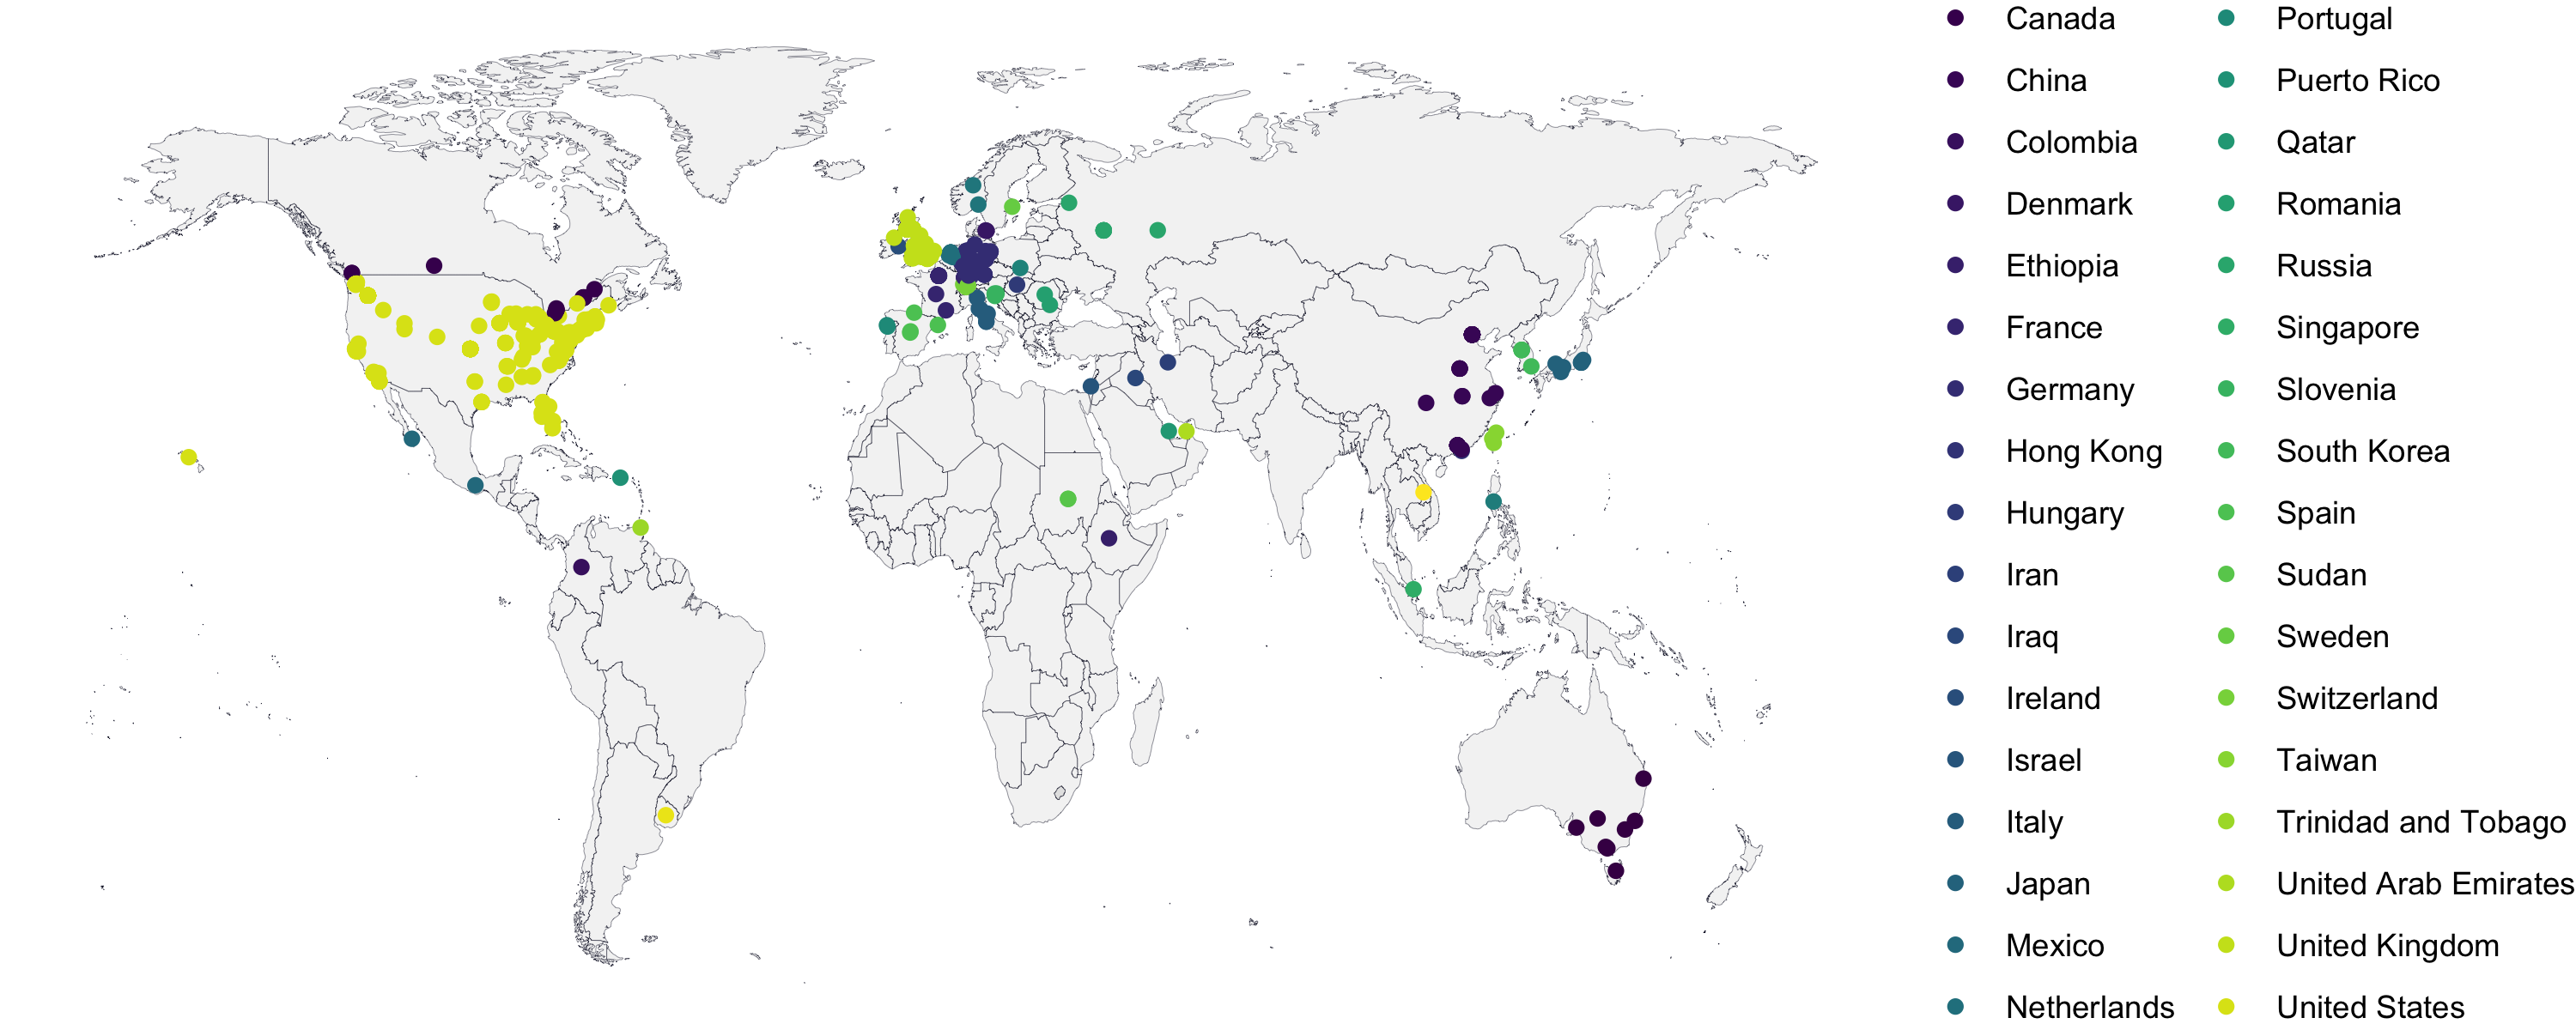 Canada
China
Colombia
Denmark
Ethiopia
France
Germany
Hong Kong
Hungary
Iran
Iraq
Ireland
Israel
Italy
Japan
Mexico
Netherlands
Portugal
Puerto Rico
Qatar
Romania
Russia
Singapore
Slovenia
South Korea
Spain
Sudan
Sweden
Switzerland
Taiwan
Trinidad and Tobago
United Arab Emirates
United Kingdom
United States